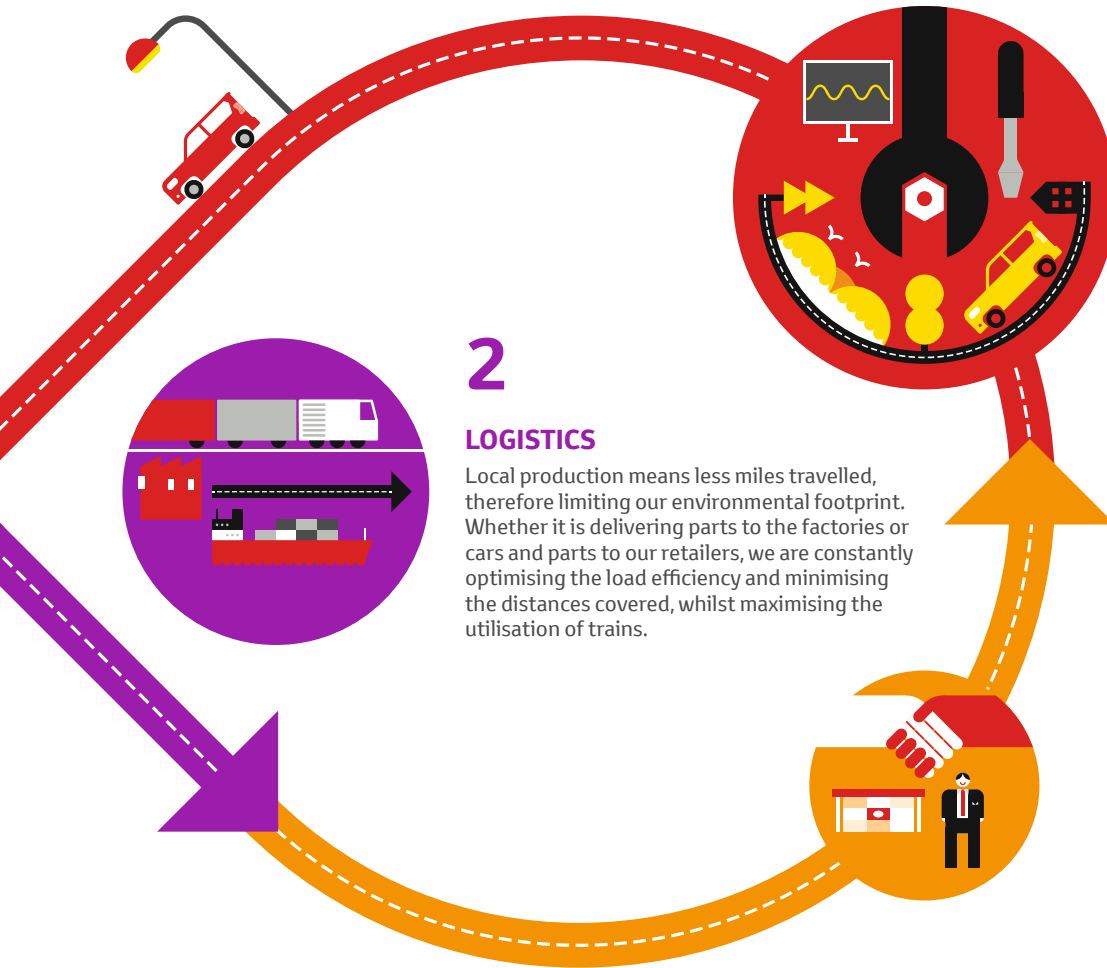 2
LOGISTICS
Local production means less miles travelled,
therefore limiting our environmental footprint.
Whether it is delivering parts to the factories or
cars and parts to our retailers, we are constantly
optimising the load efficiency and minimising
the distances covered, whilst maximising the
utilisation of trains.